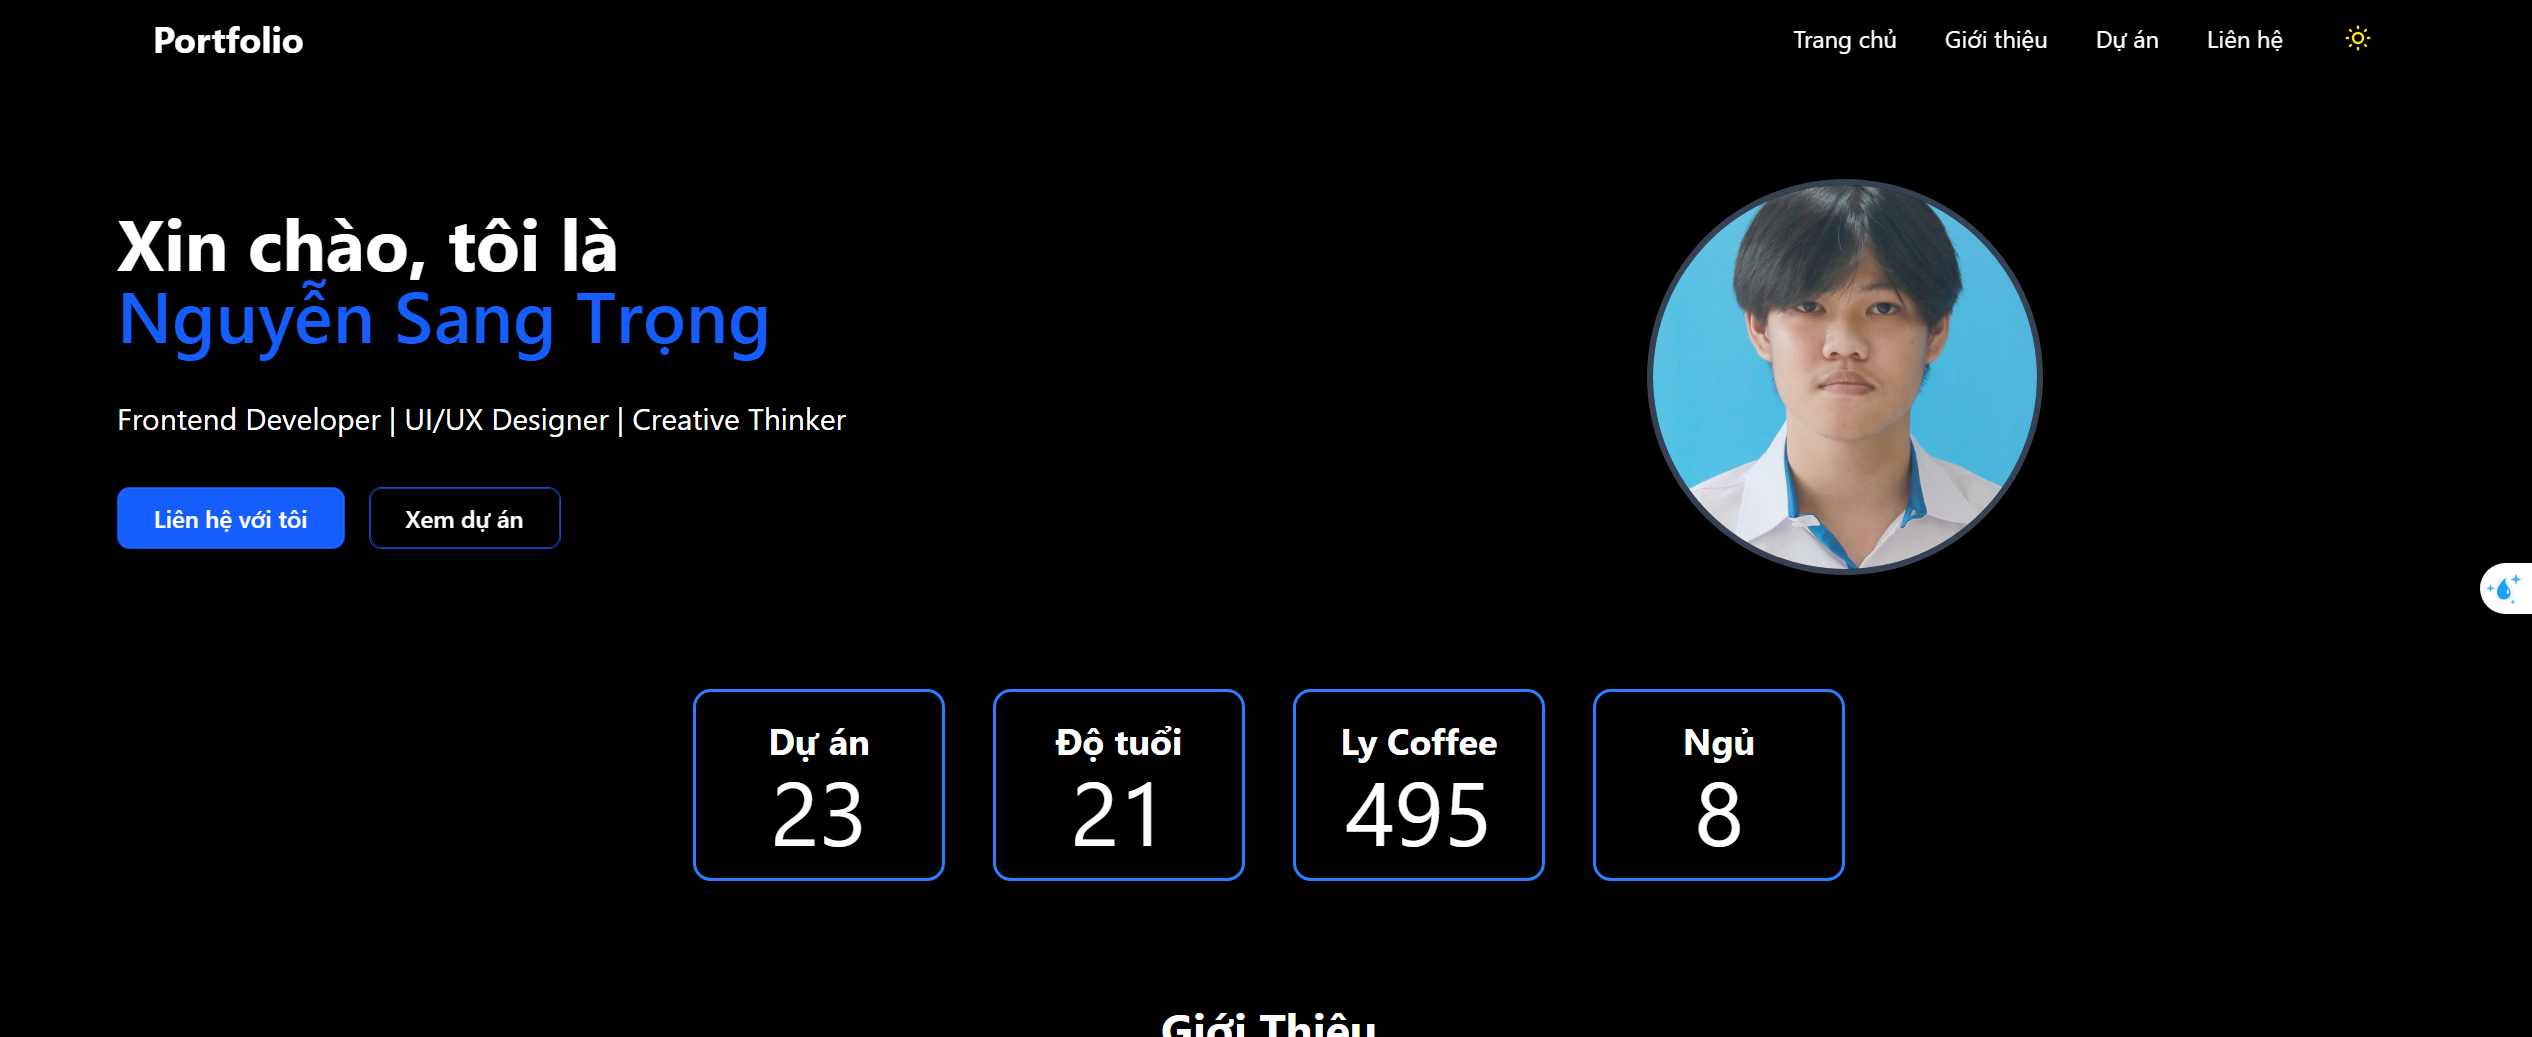 Portfolio
Trang chủ Giới thiệu Dự án Liên hệ
Xin chào, tôi là
Nguyễn Sang Trọng
Frontend Developer | UI/UX Designer | Creative Thinker
Liên hệ với tôi Xem dự án
Dự án Độ tuổi Ly Coffee Ngủ
23 21 495 8
Giới Thiệu